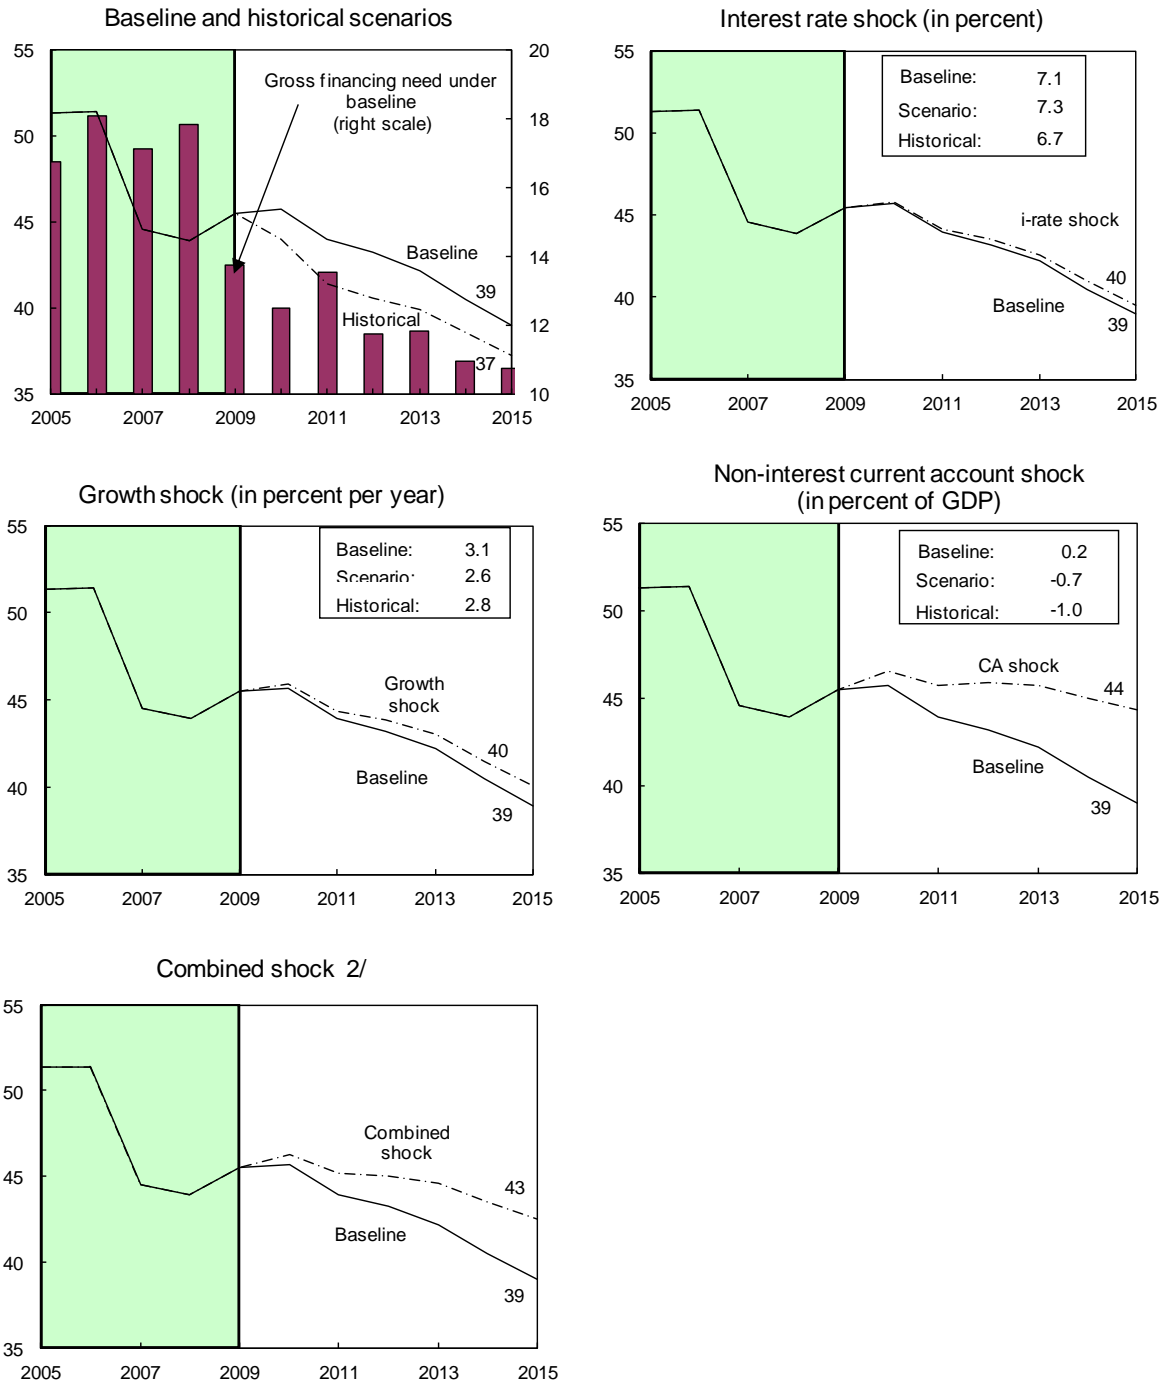 Baseline and historical scenarios
55
50
45
40
35
20
18
16
14
12
10
Gross financing need under
baseline
(right scale)
Baseline
39
Historical
37
2005 2007 2009 2011 2013 2015
Interest rate shock (in percent)
55
50
45
40
35
Baseline: 7.1
Scenario: 7.3
Historical: 6.7
i-rate shock
40
Baseline
39
2005 2007 2009 2011 2013 2015
Growth shock (in percent per year)
55
50
45
40
35
Baseline: 3.1
Scenario: 2.6
Historical: 2.8
Growth
shock
40
Baseline
39
2005 2007 2009 2011 2013 2015
Non-interest current account shock
(in percent of GDP)
55
50
45
40
35
Baseline: 0.2
Scenario: -0.7
Historical: -1.0
CA shock
44
Baseline
39
2005 2007 2009 2011 2013 2015
Combined shock 2/
55
50
45
40
35
Combined
shock
43
Baseline
39
2005 2007 2009 2011 2013 2015